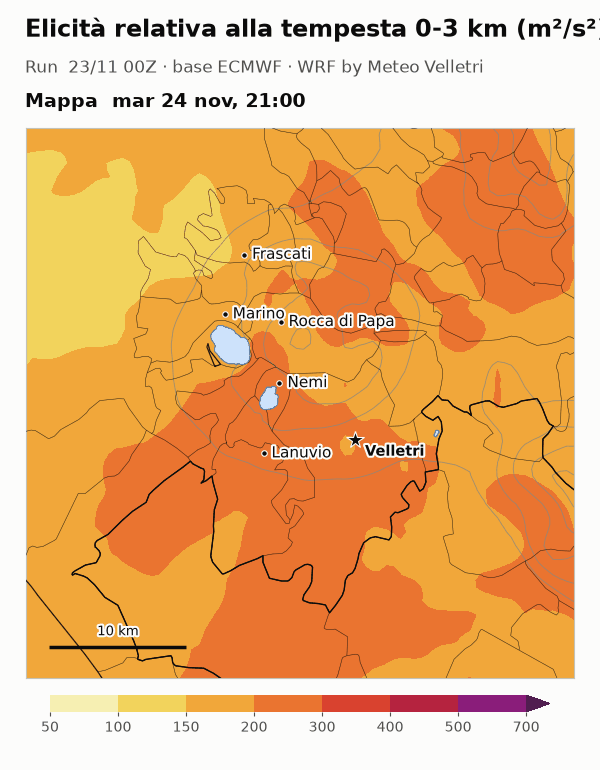 Elicità relativa alla tempesta 0-3 km (m²/s²)
Run  23/11 00Z · base ECMWF · WRF by Meteo Velletri
Mappa  mar 24 nov, 21:00
Frascati
Marino
Rocca di Papa
Nemi
Velletri
Lanuvio
10 km
50 100 150 200 300 400 500 700